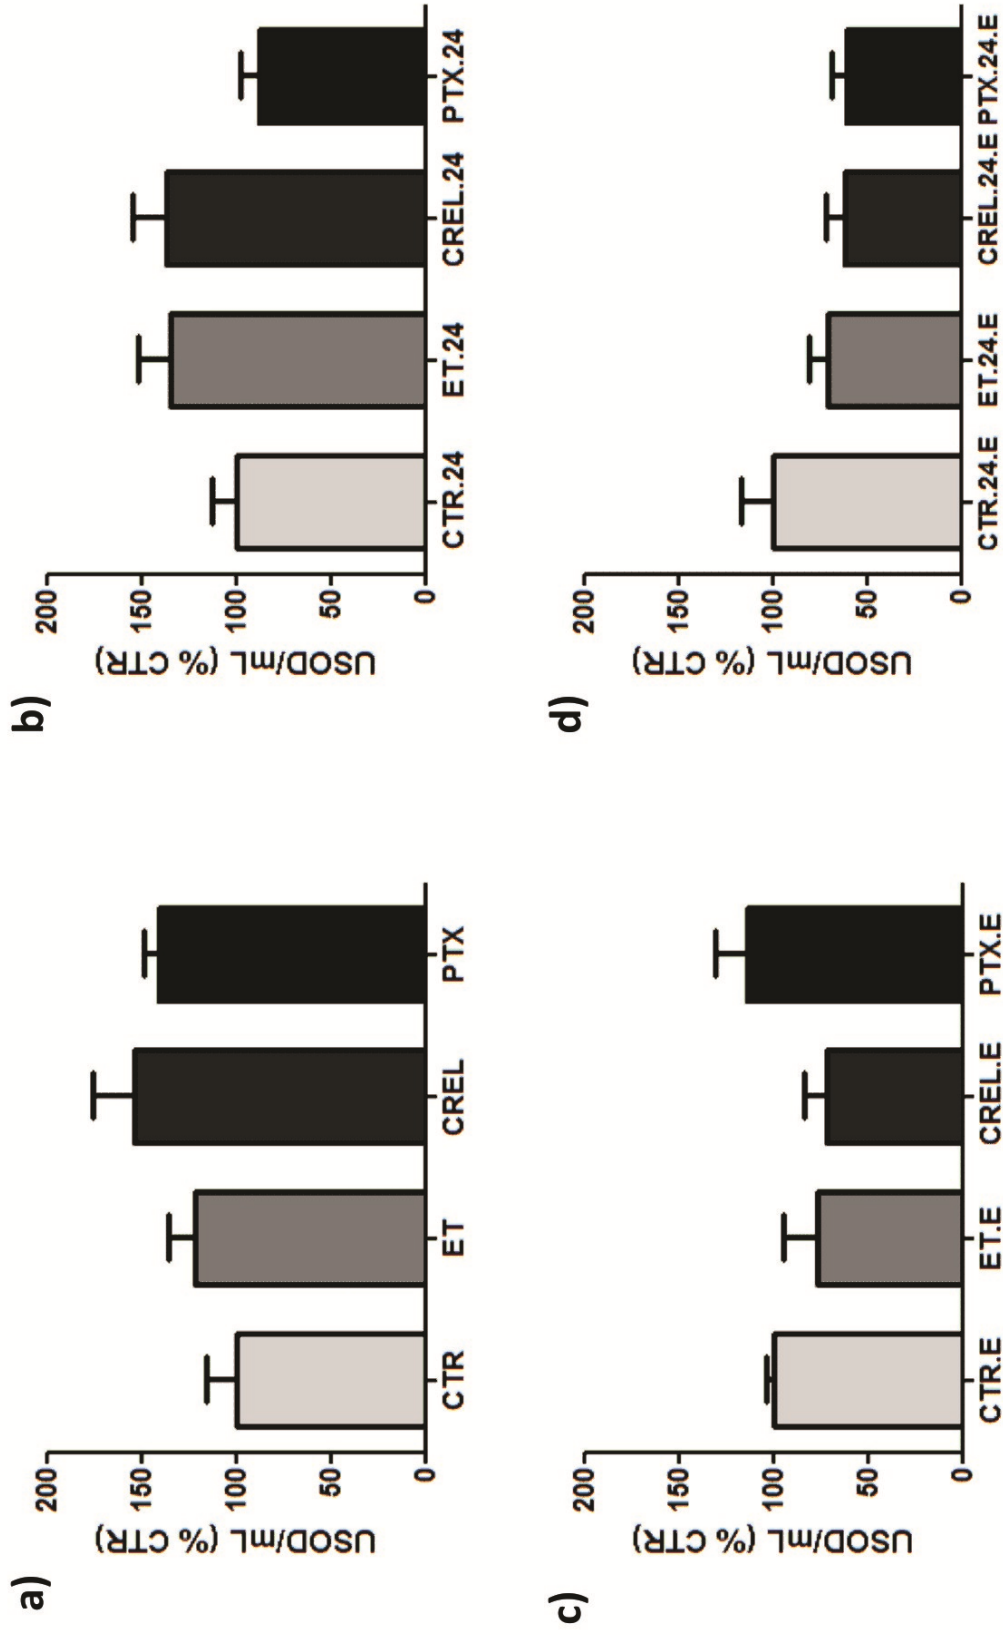 a)
USOD/mL (% CTR)
200
150
100
50
0
CTR ET CREL PTX
b)
USOD/mL (% CTR)
200
150
100
50
0
CTR.24 ET.24 CREL.24 PTX.24
c)
USOD/mL (% CTR)
200
150
100
50
0
CTR.E ET.E CREL.E PTX.E
d)
USOD/mL (% CTR)
200
150
100
50
0
CTR.24.E ET.24.E CREL.24.E PTX.24.E